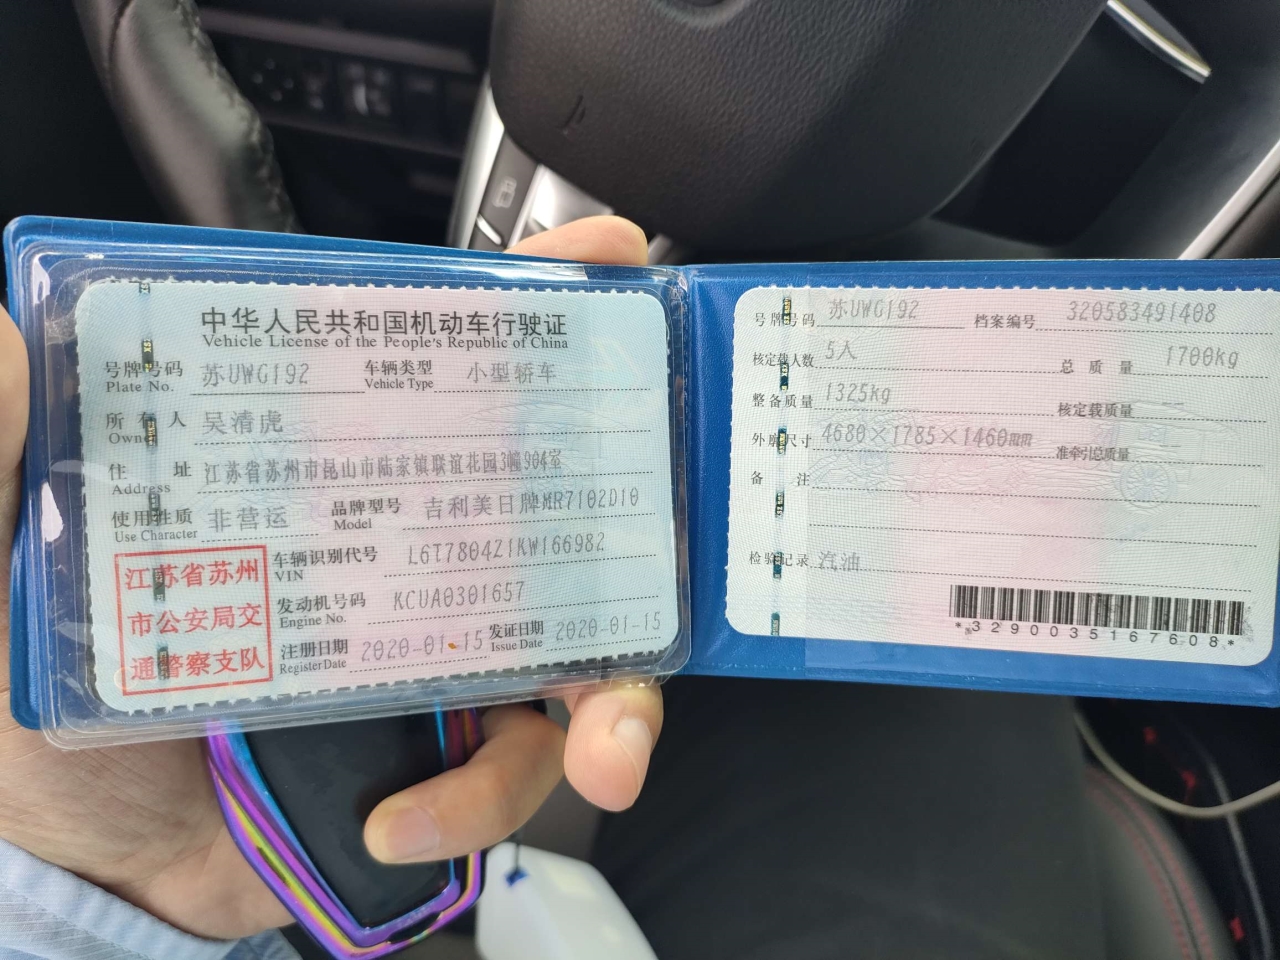 中华人民共和国机动车行驶证
Vehicle License of the People's Republic of China
号牌号码 苏UWG192 车辆类型 小型轿车
Plate No. Vehicle Type
所有人 吴清虎
Owner
住址 江苏省苏州市昆山市陆家镇联谊花园3幢904室
Address
使用性质 非营运 品牌型号 吉利美日牌MR7102D10
Use Character Model
车辆识别代号 L6T7804Z1KW166982
VIN
发动机号码 KCUA0301657
Engine No.
注册日期 2020-01-15 发证日期 2020-01-15
Register Date Issue Date
江苏省苏州
市公安局交
通警察支队
号牌号码 苏UWG192 档案编号 320583491408
核定载人数 5人 总质量 1700kg
整备质量 1325kg 核定载质量 --
外廓尺寸 4680×1785×1460mm 准牵引总质量
备注
检验记录 汽油
*3290035167608*